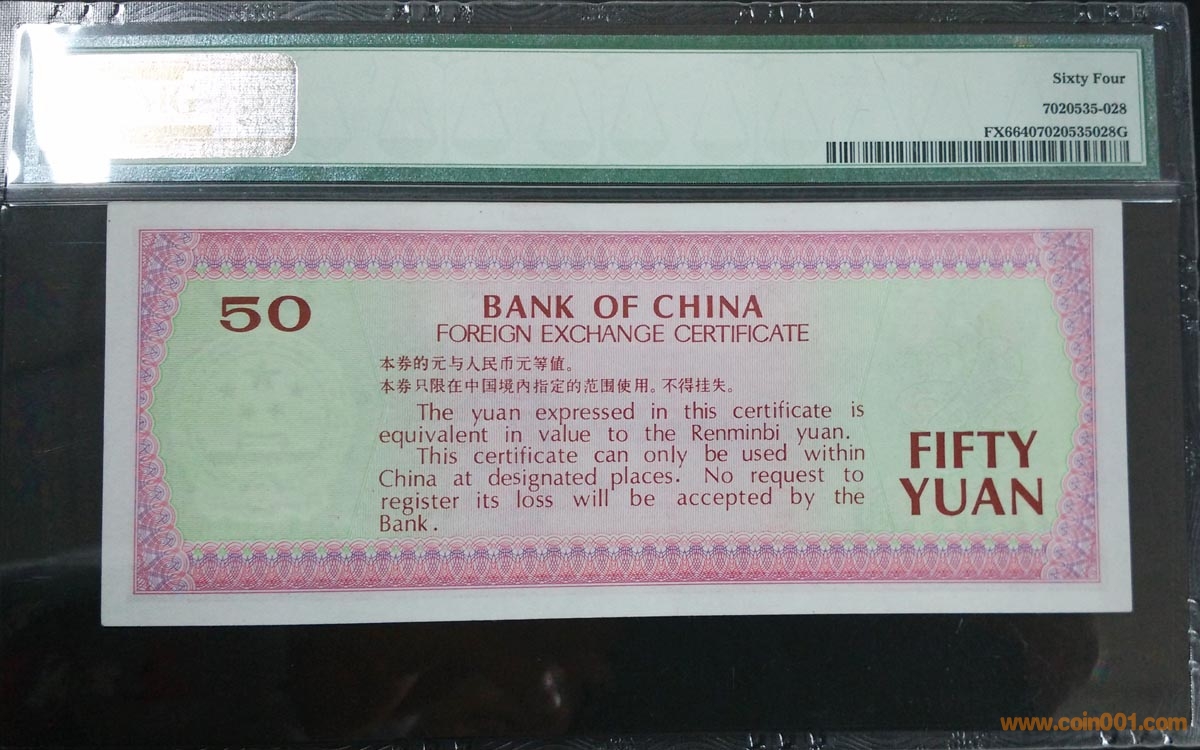 Sixty Four
7020535-028
FX66407020535028G
50
BANK OF CHINA
FOREIGN EXCHANGE CERTIFICATE
本券的元与人民币元等值。
本券只限在中国境内指定的范围使用。不得挂失。
The yuan expressed in this certificate is
equivalent in value to the Renminbi yuan.
This certificate can only be used within
China at designated places. No request to
register its loss will be accepted by the
Bank.
FIFTY
YUAN
www.coin001.com